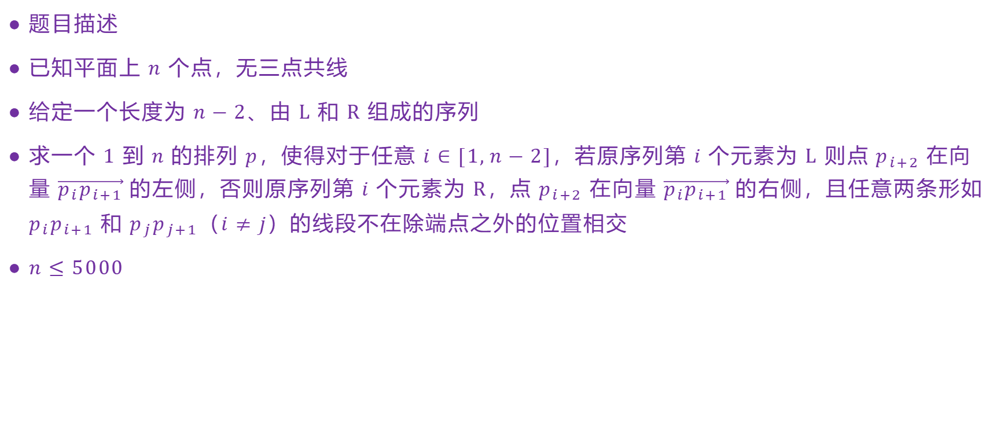 ● 题目描述
● 已知平面上 n 个点，无三点共线
● 给定一个长度为 n − 2、由 L 和 R 组成的序列
● 求一个 1 到 n 的排列 p，使得对于任意 i ∈ [1, n − 2]，若原序列第 i 个元素为 L 则点 p_{i+2} 在向
量 \overrightarrow{p_i p_{i+1}} 的左侧，否则原序列第 i 个元素为 R，点 p_{i+2} 在向量 \overrightarrow{p_i p_{i+1}} 的右侧，且任意两条形如
p_i p_{i+1} 和 p_j p_{j+1}（i ≠ j）的线段不在除端点之外的位置相交
● n ≤ 5000